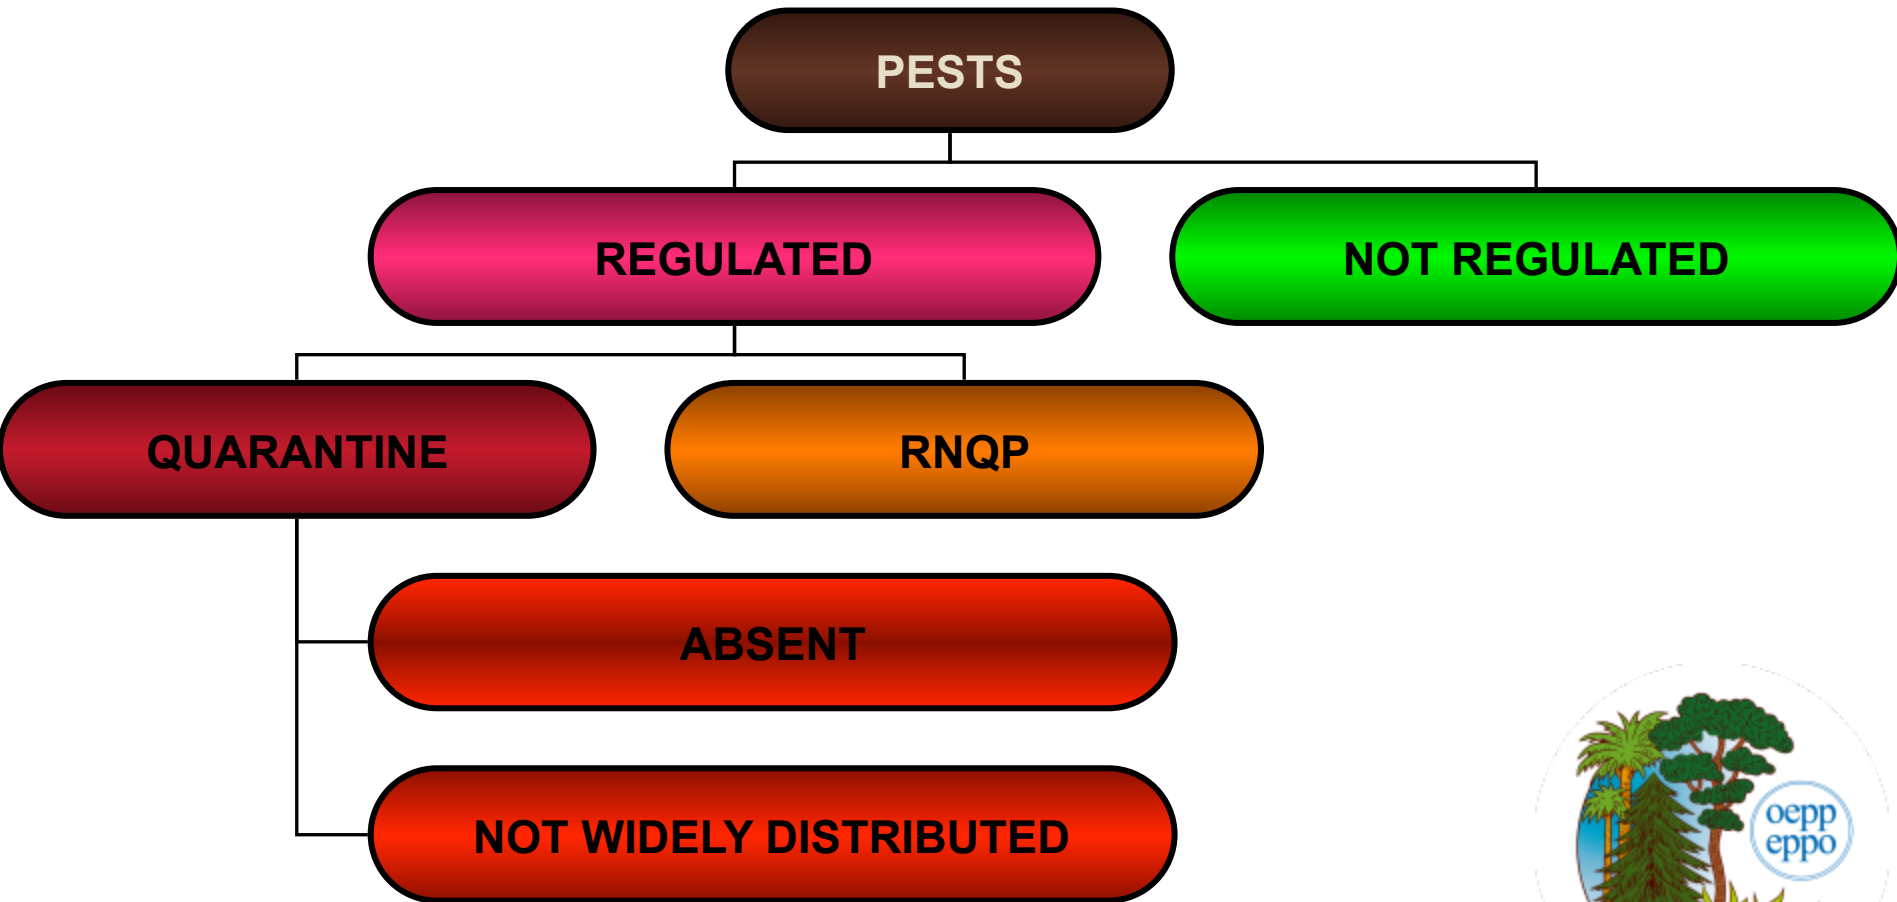 PESTS
REGULATED
NOT REGULATED
QUARANTINE
RNQP
ABSENT
NOT WIDELY DISTRIBUTED
oepp
eppo